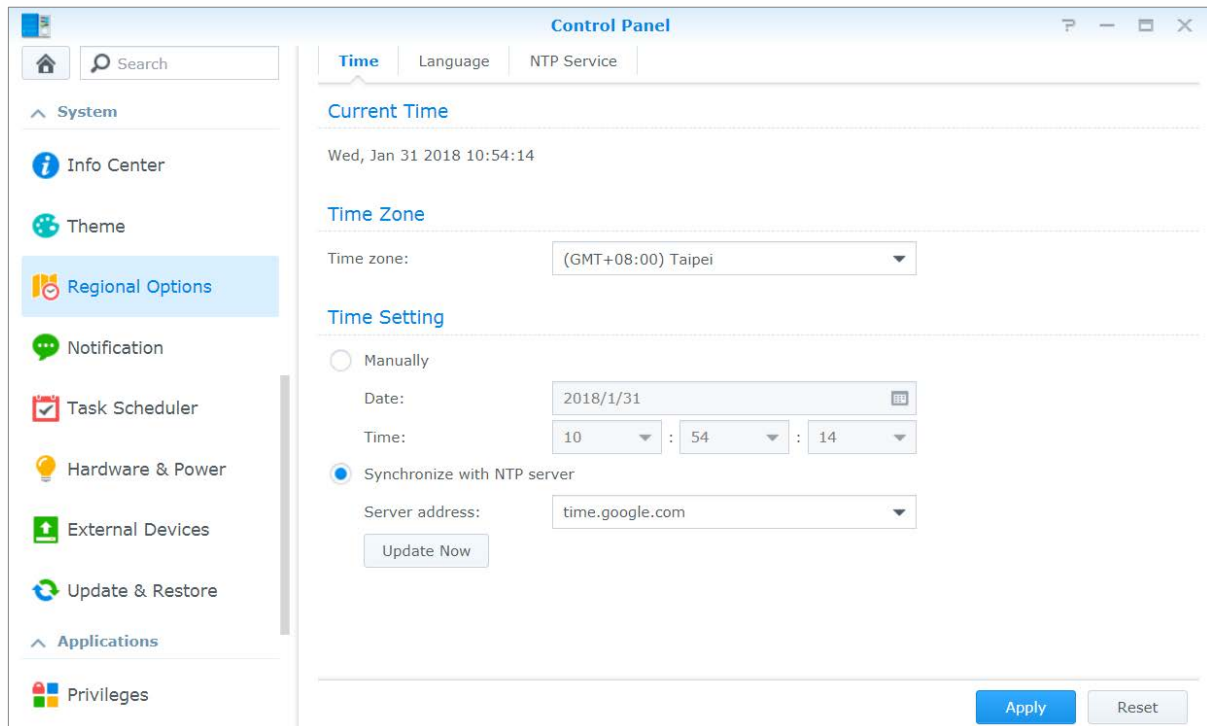 Control Panel
Search
Time Language NTP Service
System
Info Center
Theme
Regional Options
Notification
Task Scheduler
Hardware & Power
External Devices
Update & Restore
Applications
Privileges
Current Time
Wed, Jan 31 2018 10:54:14
Time Zone
Time zone: (GMT+08:00) Taipei
Time Setting
Manually
Date: 2018/1/31
Time: 10 : 54 : 14
Synchronize with NTP server
Server address: time.google.com
Update Now
Apply Reset